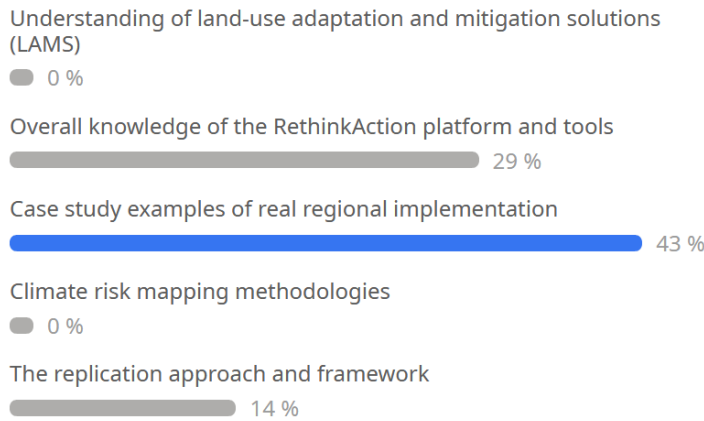 Understanding of land-use adaptation and mitigation solutions
(LAMS)
0 %
Overall knowledge of the RethinkAction platform and tools
29 %
Case study examples of real regional implementation
43 %
Climate risk mapping methodologies
0 %
The replication approach and framework
14 %